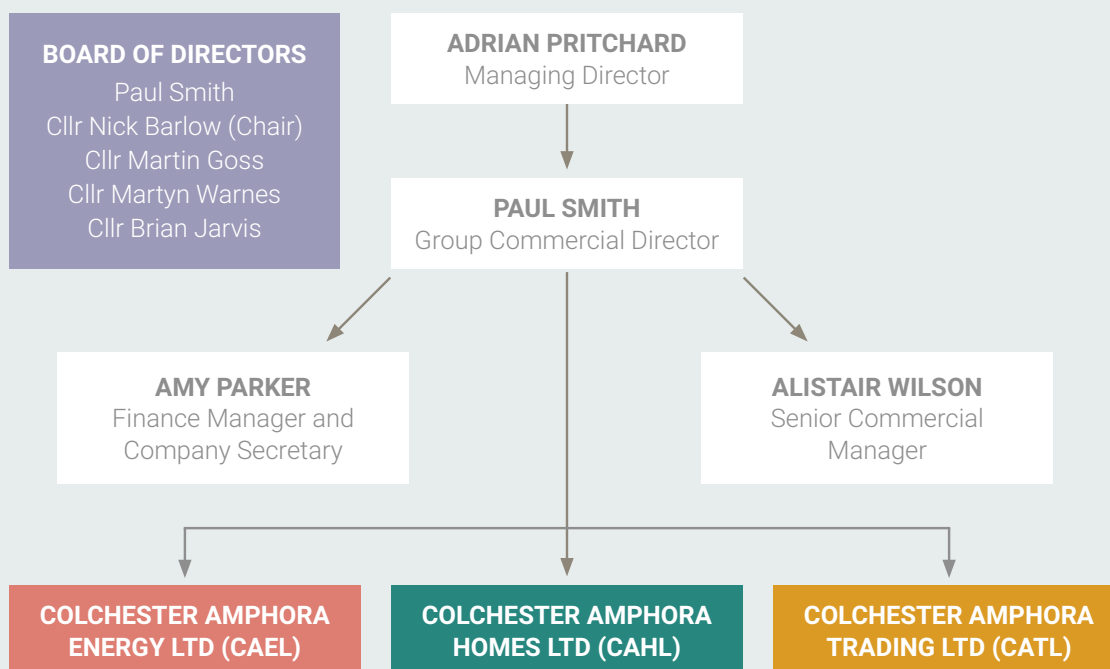 BOARD OF DIRECTORS
Paul Smith
Cllr Nick Barlow (Chair)
Cllr Martin Goss
Cllr Martyn Warnes
Cllr Brian Jarvis
ADRIAN PRITCHARD
Managing Director
PAUL SMITH
Group Commercial Director
AMY PARKER
Finance Manager and
Company Secretary
ALISTAIR WILSON
Senior Commercial
Manager
COLCHESTER AMPHORA
ENERGY LTD (CAEL)
COLCHESTER AMPHORA
HOMES LTD (CAHL)
COLCHESTER AMPHORA
TRADING LTD (CATL)